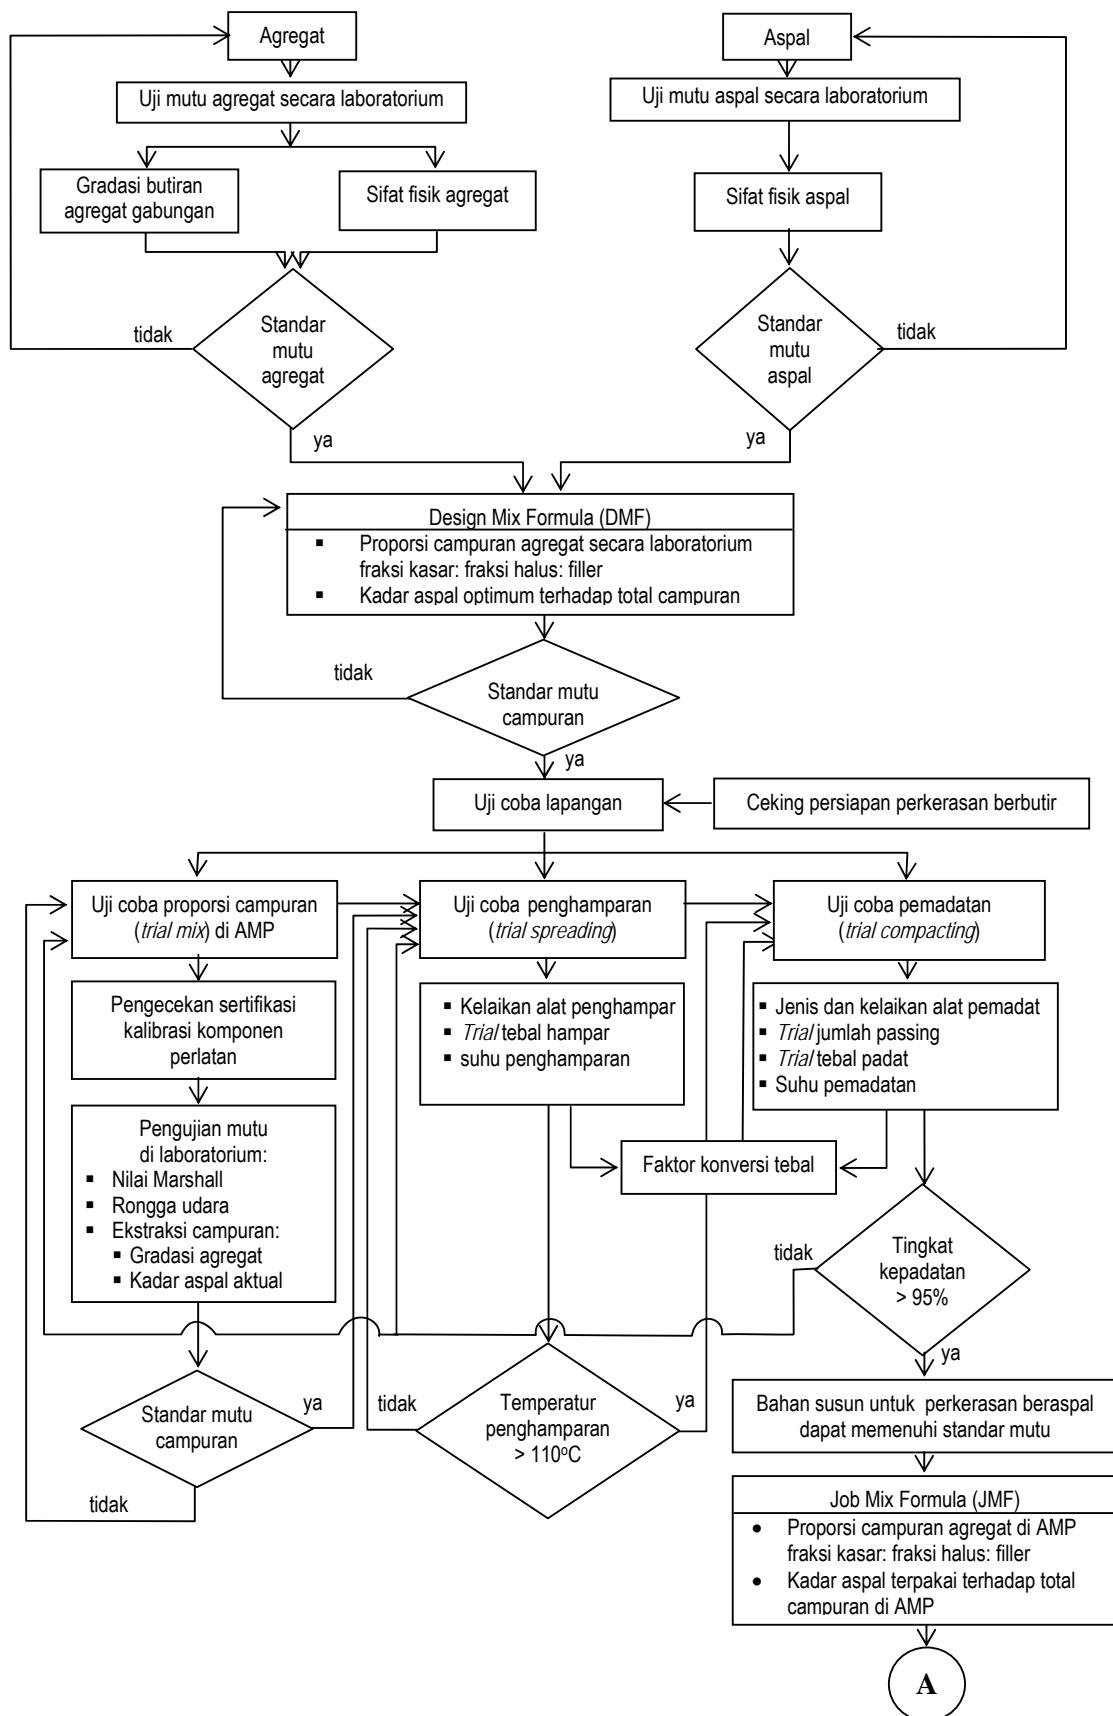 Agregat
Aspal
Uji mutu agregat secara laboratorium
Uji mutu aspal secara laboratorium
Gradasi butiran
agregat gabungan
Sifat fisik agregat
Sifat fisik aspal
tidak
Standar
mutu
agregat
Standar
mutu
aspal
tidak
ya
ya
Design Mix Formula (DMF)
▪ Proporsi campuran agregat secara laboratorium
fraksi kasar: fraksi halus: filler
▪ Kadar aspal optimum terhadap total campuran
tidak
Standar mutu
campuran
ya
Uji coba lapangan
Ceking persiapan perkerasan berbutir
Uji coba proporsi campuran
(trial mix) di AMP
Uji coba penghamparan
(trial spreading)
Uji coba pemadatan
(trial compacting)
Pengecekan sertifikasi
kalibrasi komponen
perlatan
▪ Kelaikan alat penghampar
▪ Trial tebal hampar
▪ suhu penghamparan
▪ Jenis dan kelaikan alat pemadat
▪ Trial jumlah passing
▪ Trial tebal padat
▪ Suhu pemadatan
Pengujian mutu
di laboratorium:
▪ Nilai Marshall
▪ Rongga udara
▪ Ekstraksi campuran:
▪ Gradasi agregat
▪ Kadar aspal aktual
Faktor konversi tebal
tidak
Tingkat
kepadatan
> 95%
ya
Standar mutu
campuran
ya
tidak
tidak
Temperatur
penghamparan
> 110°C
ya
Bahan susun untuk perkerasan beraspal
dapat memenuhi standar mutu
Job Mix Formula (JMF)
• Proporsi campuran agregat di AMP
fraksi kasar: fraksi halus: filler
• Kadar aspal terpakai terhadap total
campuran di AMP
A